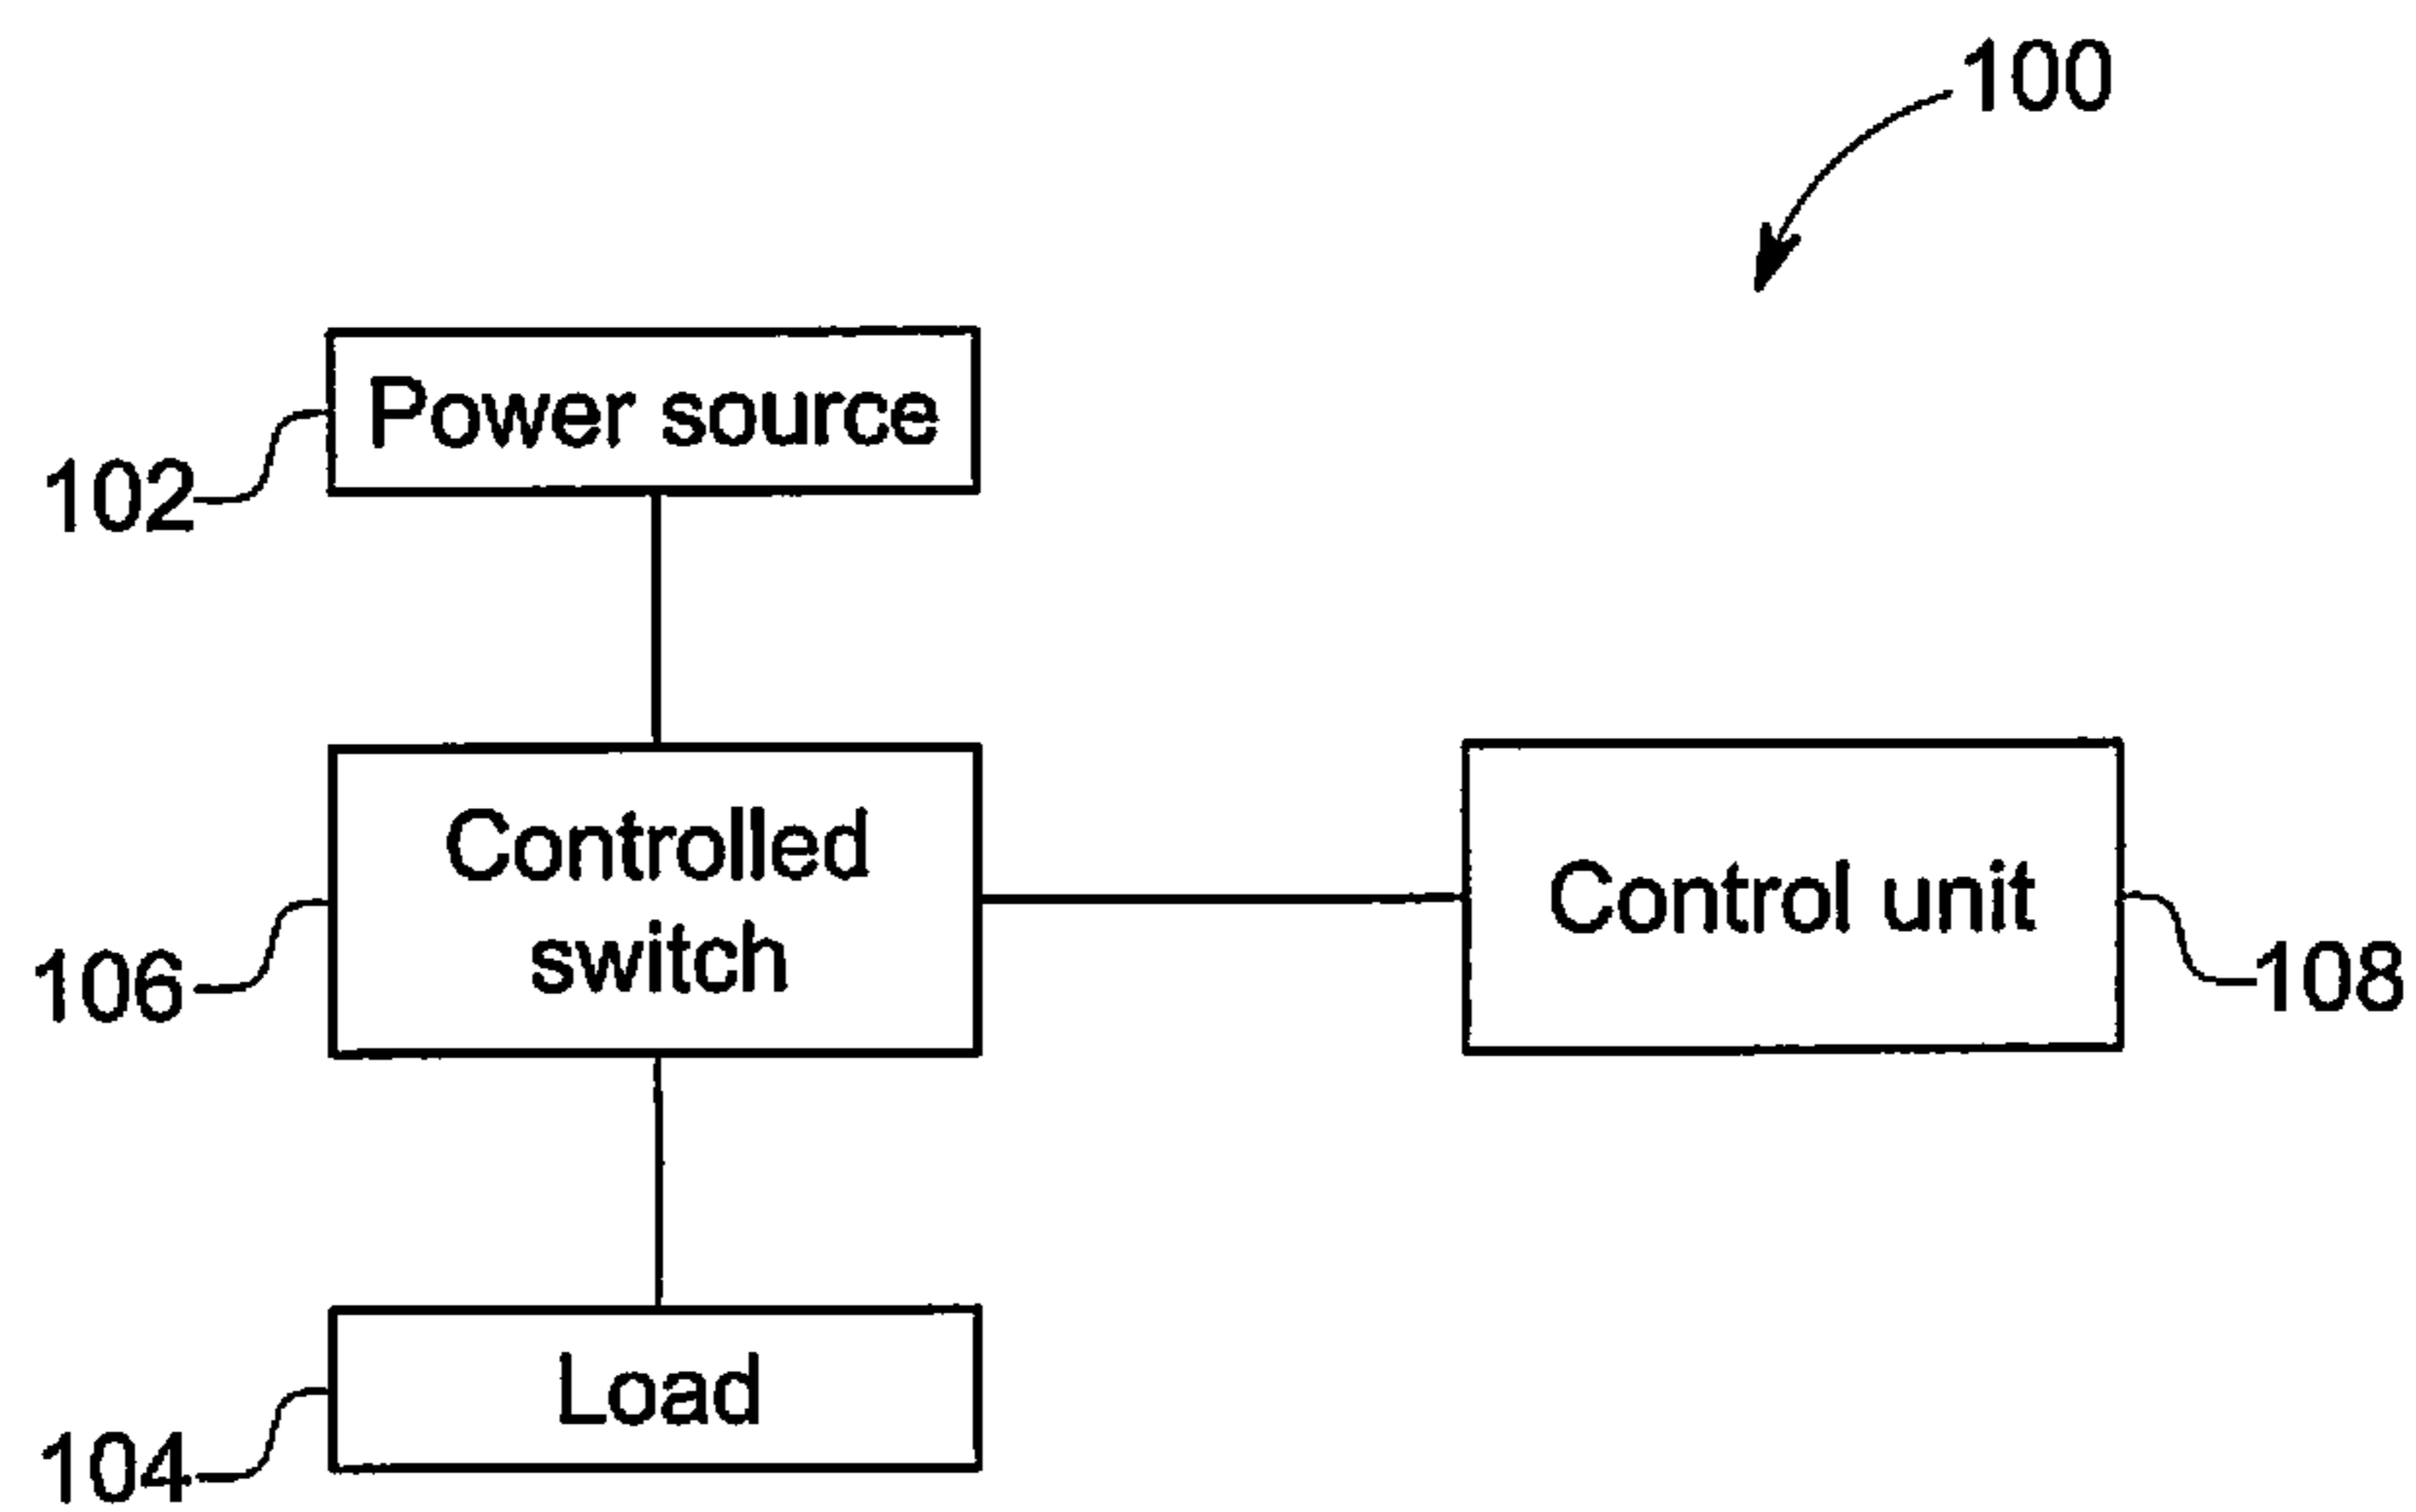 100
Power source
102
Controlled
switch
106
Control unit
108
Load
104